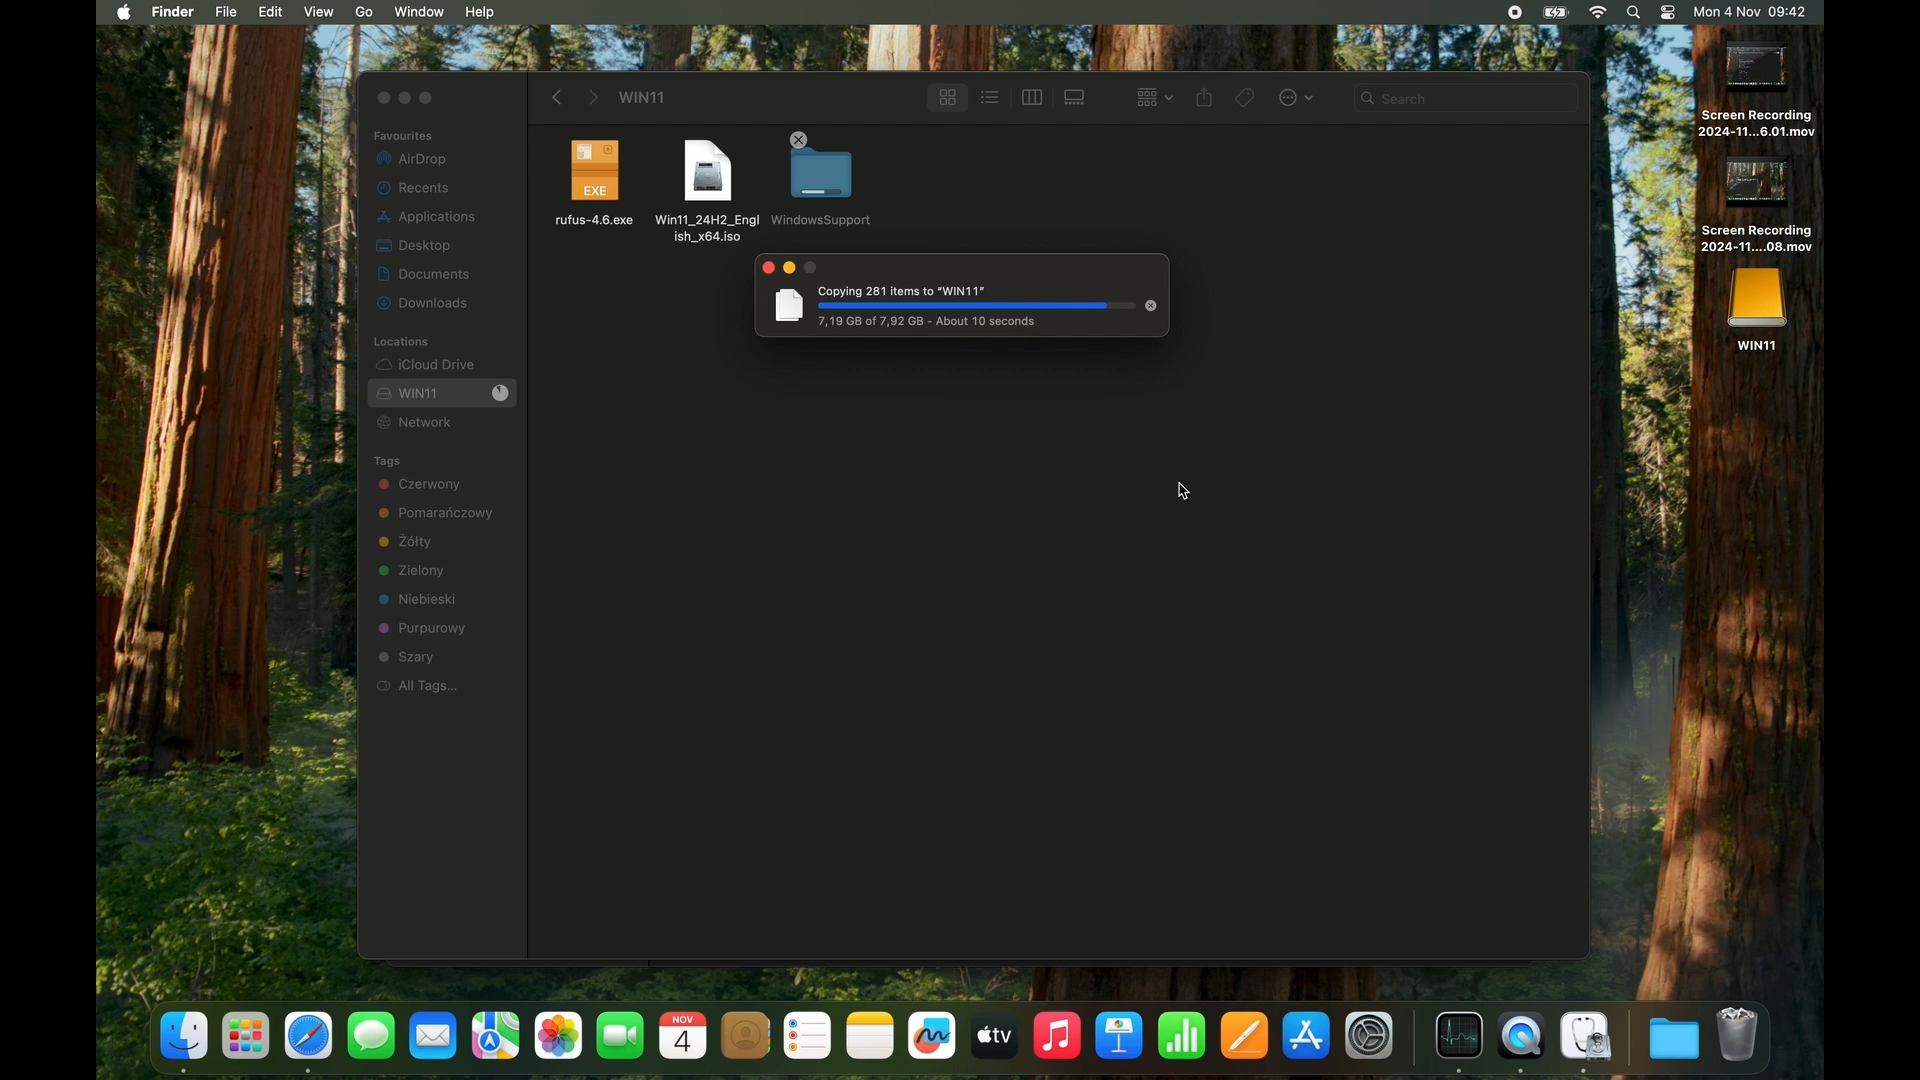 Finder File Edit View Go Window Help Mon 4 Nov 09:42
WIN11
Search
Favourites
AirDrop
Recents
Applications
Desktop
Documents
Downloads
Locations
iCloud Drive
WIN11
Network
Tags
Czerwony
Pomarańczowy
Żółty
Zielony
Niebieski
Purpurowy
Szary
All Tags...
EXE
rufus-4.6.exe
Win11_24H2_Engl
ish_x64.iso
WindowsSupport
Copying 281 items to "WIN11"
7,19 GB of 7,92 GB - About 10 seconds
Screen Recording
2024-11...6.01.mov
Screen Recording
2024-11....08.mov
WIN11
NOV
4
tv